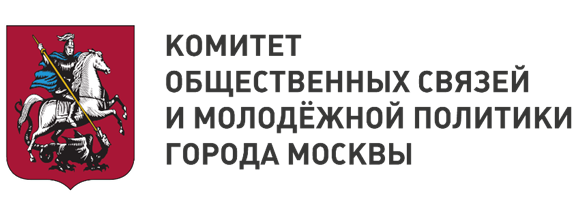 КОМИТЕТ
ОБЩЕСТВЕННЫХ СВЯЗЕЙ
И МОЛОДЁЖНОЙ ПОЛИТИКИ
ГОРОДА МОСКВЫ